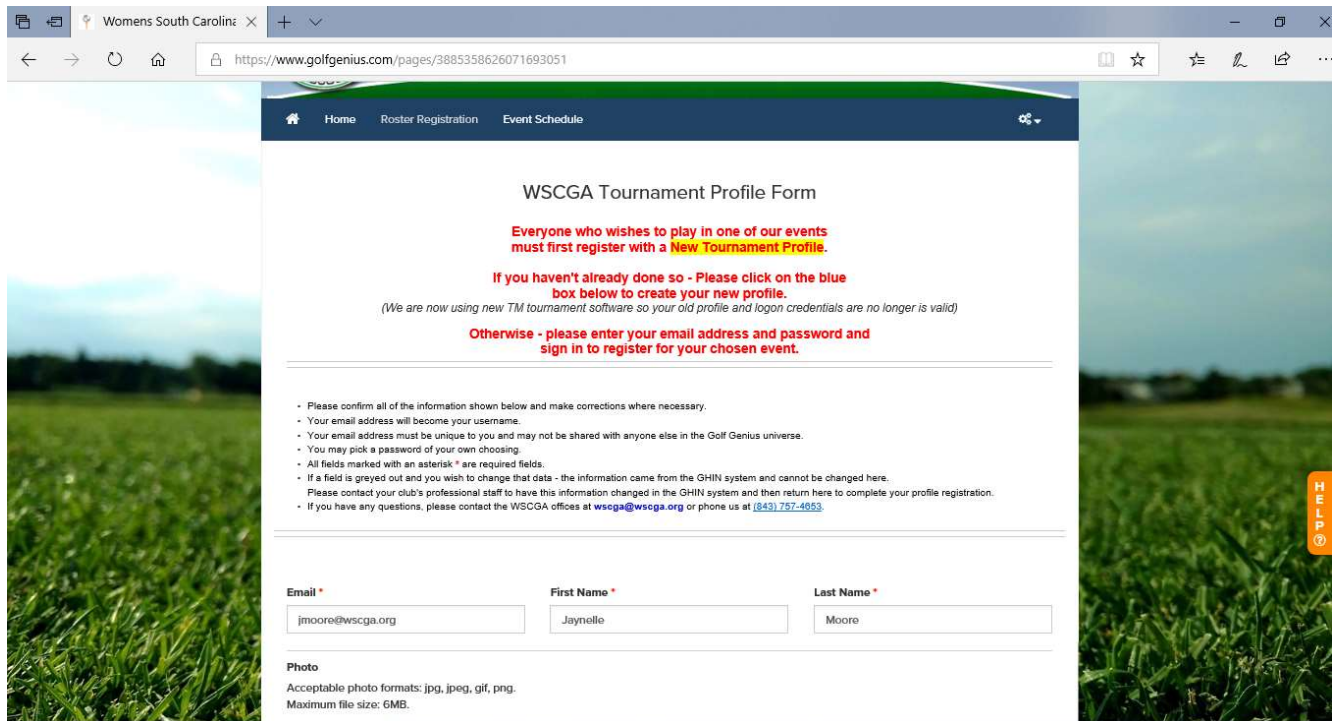 Womens South Carolina
https://www.golfgenius.com/pages/3885358626071693051
Home Roster Registration Event Schedule
WSCGA Tournament Profile Form
Everyone who wishes to play in one of our events
must first register with a New Tournament Profile.
If you haven't already done so - Please click on the blue
box below to create your new profile.
(We are now using new TM tournament software so your old profile and logon credentials are no longer is valid)
Otherwise - please enter your email address and password and
sign in to register for your chosen event.
• Please confirm all of the information shown below and make corrections where necessary.
• Your email address will become your username.
• Your email address must be unique to you and may not be shared with anyone else in the Golf Genius universe.
• You may pick a password of your own choosing.
• All fields marked with an asterisk * are required fields.
• If a field is greyed out and you wish to change that data - the information came from the GHIN system and cannot be changed here.
Please contact your club's professional staff to have this information changed in the GHIN system and then return here to complete your profile registration.
• If you have any questions, please contact the WSCGA offices at wscga@wscga.org or phone us at (843) 757-4653.
HELP?
Email * First Name * Last Name *
jmoore@wscga.org Jaynelle Moore
Photo
Acceptable photo formats: jpg, jpeg, gif, png.
Maximum file size: 6MB.